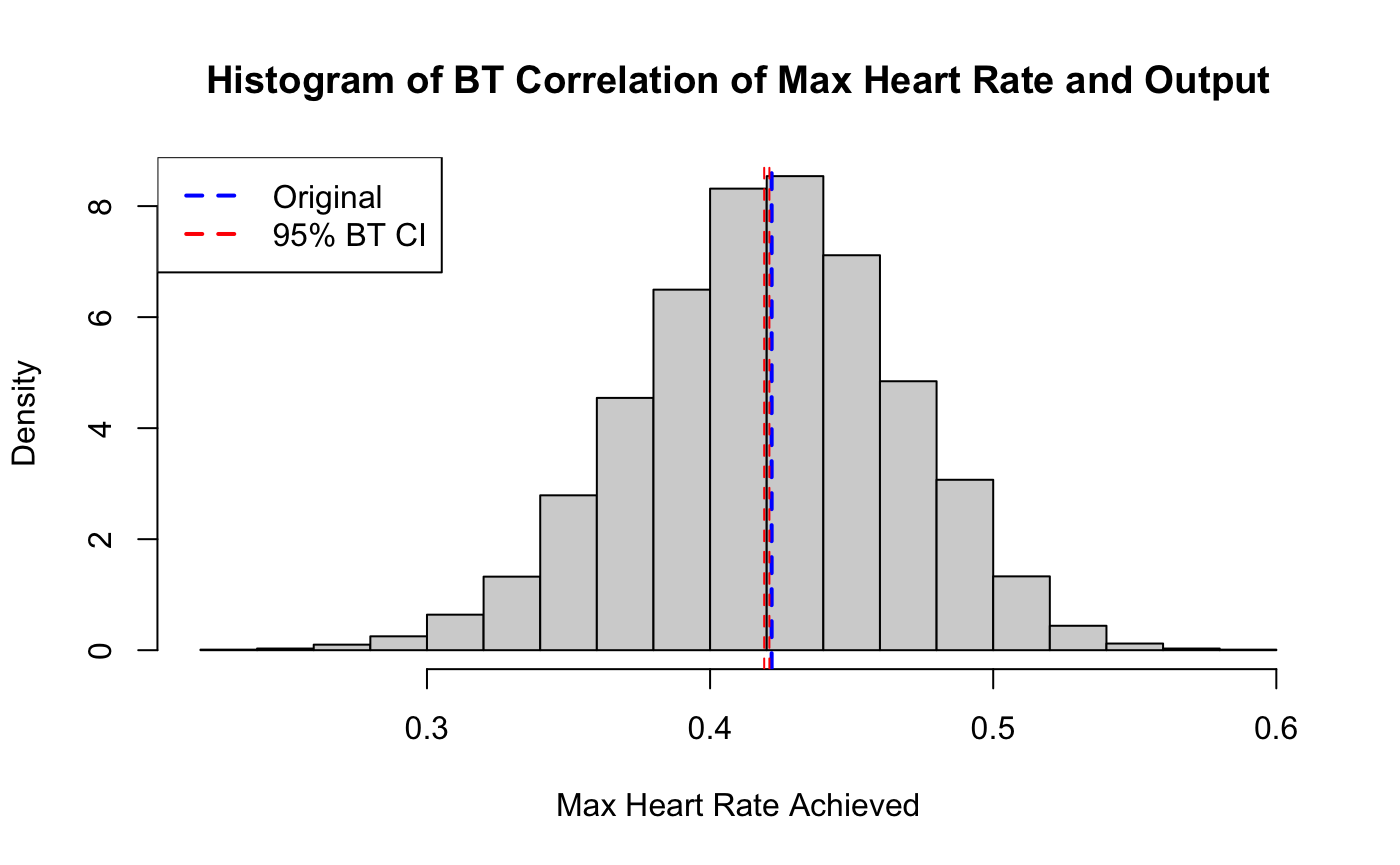 Histogram of BT Correlation of Max Heart Rate and Output
Original
95% BT CI
Density
8
6
4
2
0
0.3 0.4 0.5 0.6
Max Heart Rate Achieved